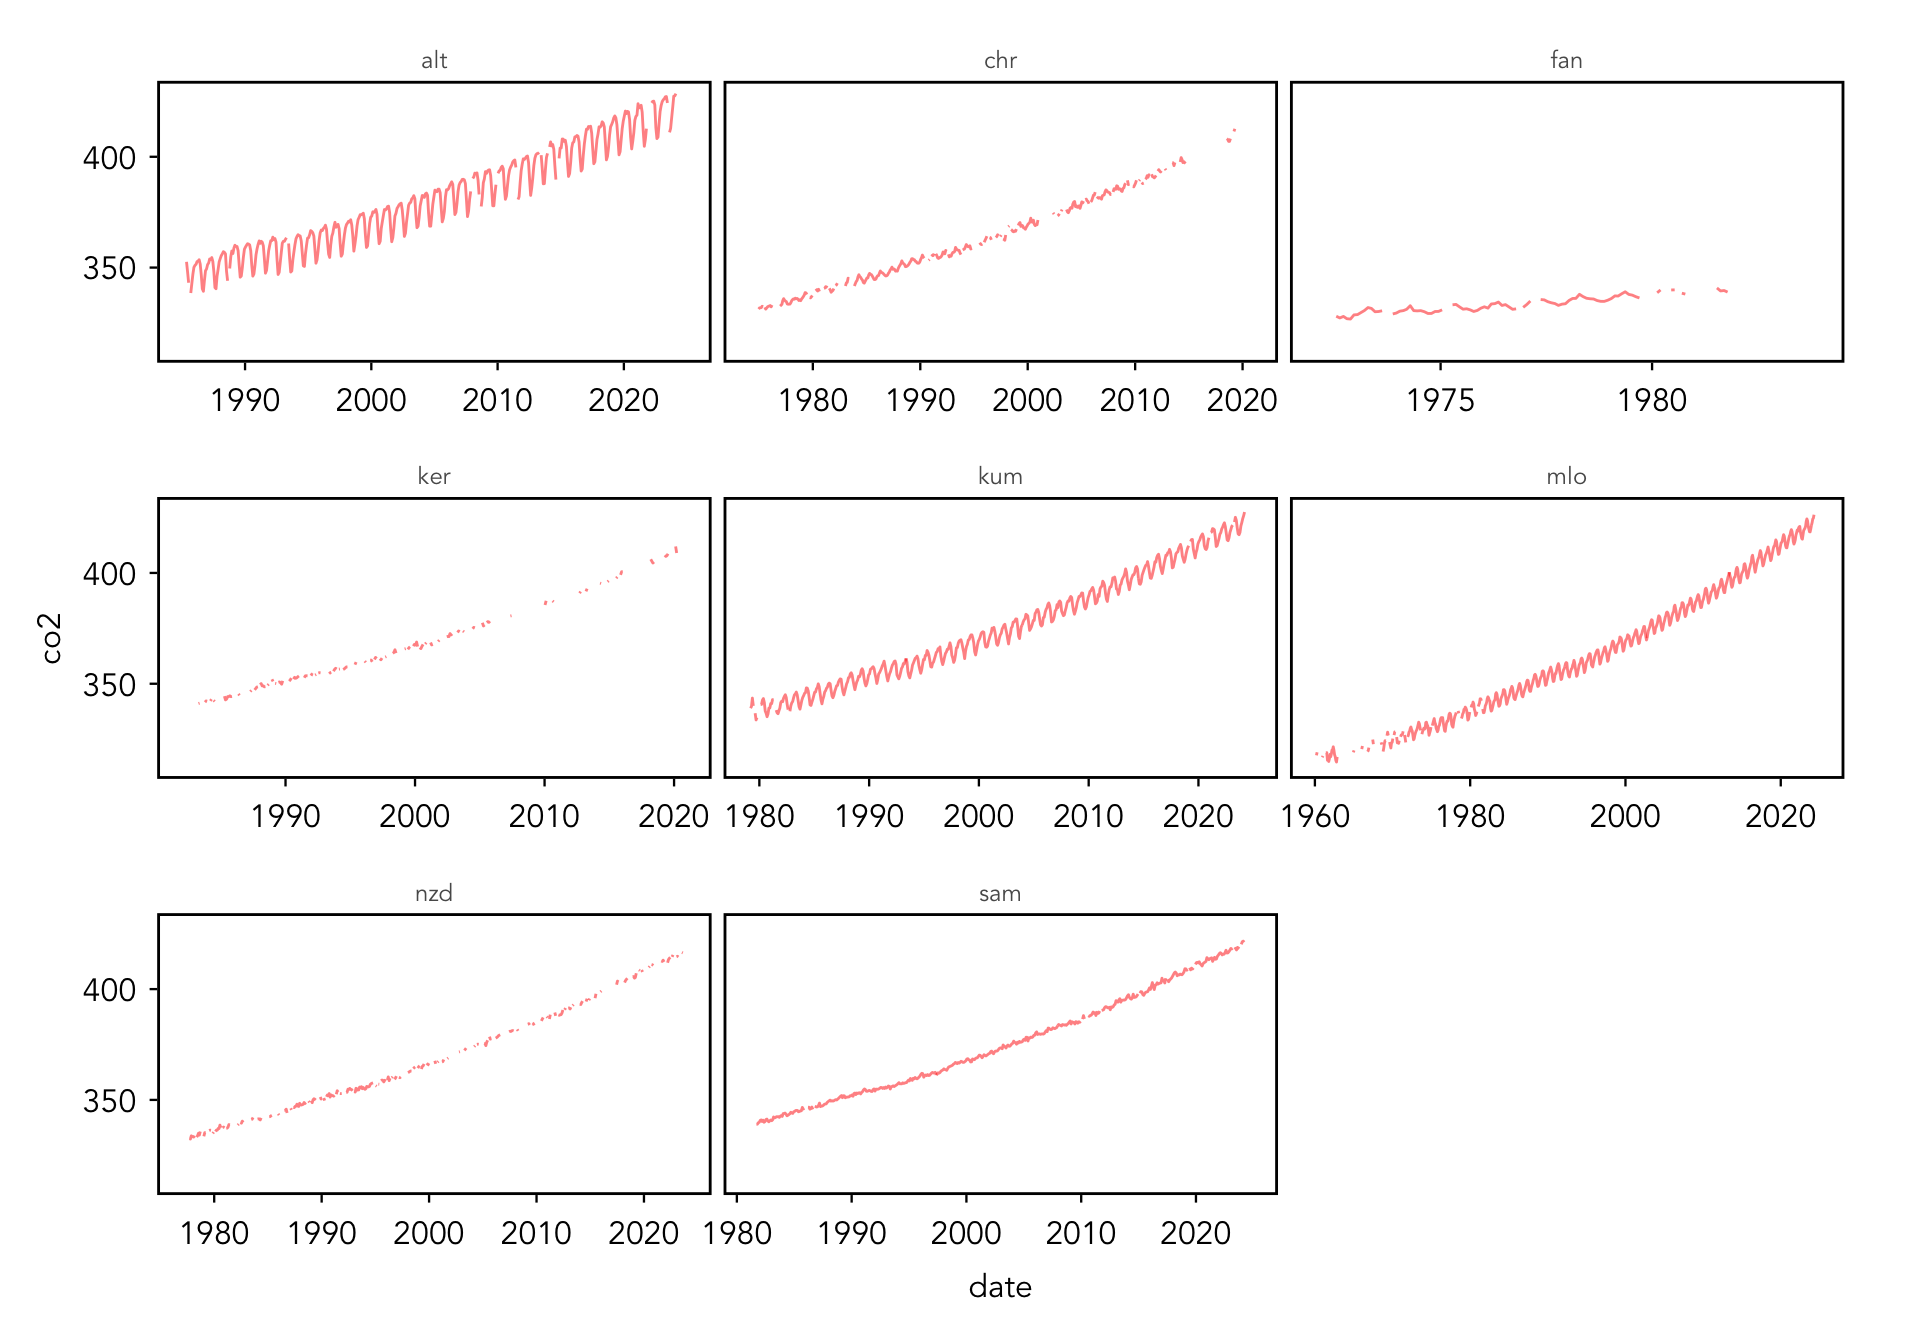 alt chr fan
400
350
1990 2000 2010 2020 1980 1990 2000 2010 2020 1975 1980
ker kum mlo
400
350
1990 2000 2010 2020 1980 1990 2000 2010 2020 1960 1980 2000 2020
co2
nzd sam
400
350
1980 1990 2000 2010 2020 1980 1990 2000 2010 2020
date